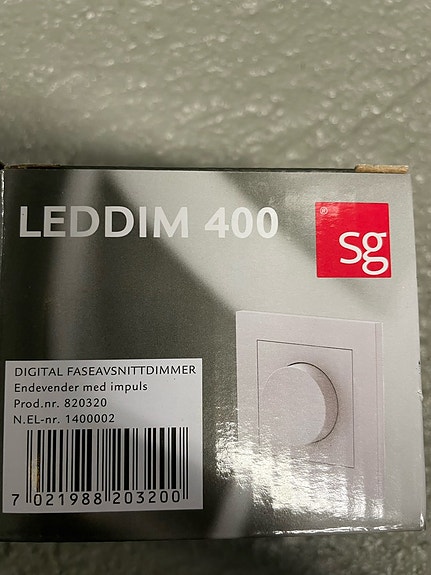 LEDDIM 400
® sg
DIGITAL FASEAVSNITTDIMMER
Endevender med impuls
Prod.nr. 820320
N.EL-nr. 1400002
7 021988 203200